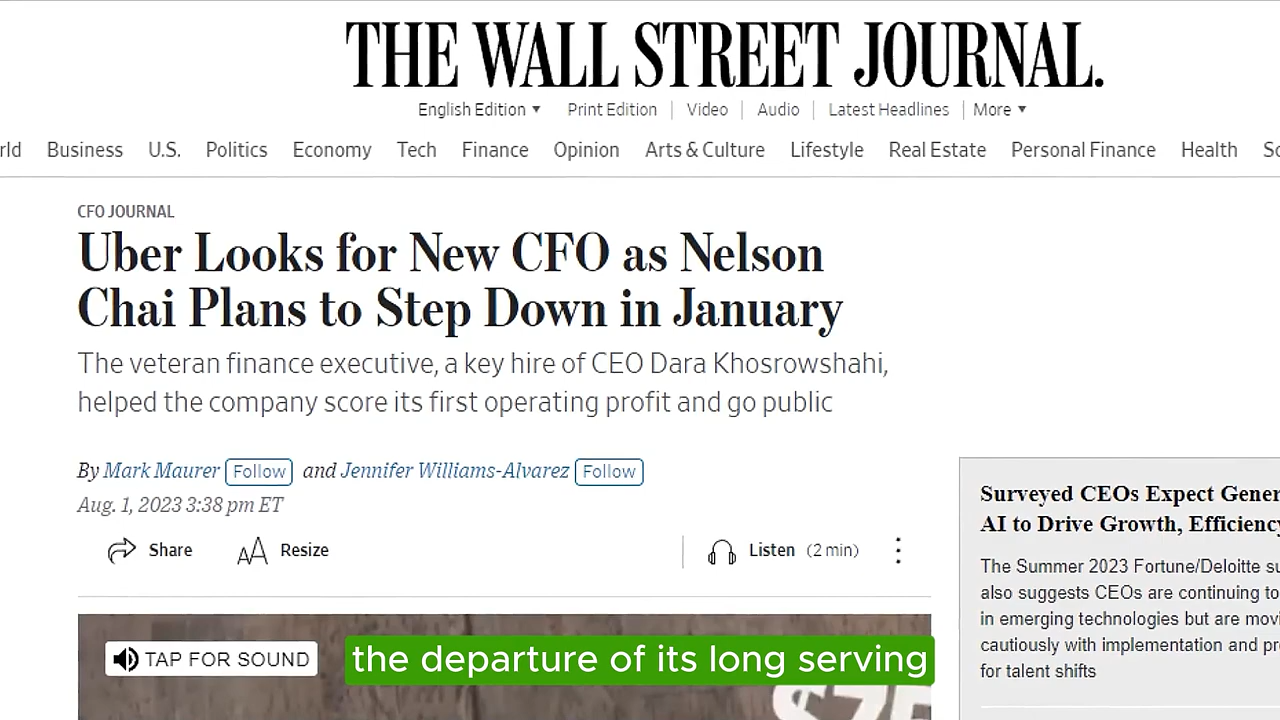 THE WALL STREET JOURNAL.
English Edition Print Edition Video Audio Latest Headlines More
Business U.S. Politics Economy Tech Finance Opinion Arts & Culture Lifestyle Real Estate Personal Finance Health
CFO JOURNAL
Uber Looks for New CFO as Nelson
Chai Plans to Step Down in January
The veteran finance executive, a key hire of CEO Dara Khosrowshahi,
helped the company score its first operating profit and go public
By Mark Maurer Follow and Jennifer Williams-Alvarez Follow
Aug. 1, 2023 3:38 pm ET
Share Resize Listen (2 min)
TAP FOR SOUND
the departure of its long serving
Surveyed CEOs Expect
AI to Drive Growth, Efficiency
The Summer 2023 Fortune/Deloitte
also suggests CEOs are continuing to
in emerging technologies but are
cautiously with implementation and
for talent shifts